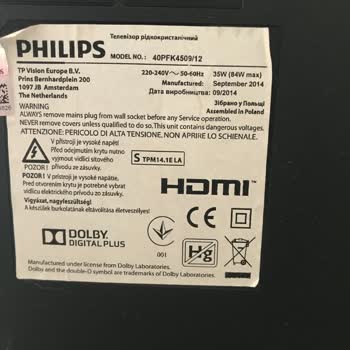 Телевізор рідкокристалічний
PHILIPS
MODEL NO.: 40PFK4509/12
TP Vision Europe B.V.
Prins Bernhardplein 200
1097 JB Amsterdam
The Netherlands
220-240V~ 50-60Hz
35W (84W max)
Manufactured: September 2014
Дата виробництва: 09/2014
Зібрано у Польщі
Assembled in Poland
WARNING
ALWAYS remove mains plug from wall socket before any Service operation.
NEVER remove covers unless qualified to do so. This unit contains dangerous voltages.
ATTENZIONE: PERICOLO DI ALTA TENSIONE, NON APRIRE LO SCHIENALE.
V přístroji je vysoké napětí.
Před odejmutím krytu nutno
vyjmout vidlici síťového
přívodu ze zásuvky.
POZOR !
POZOR! V prístroji je vysoké napätie.
Pred odobratím krytu je potrebné vybrať
vidlicu elektrického prívodu zo zásuvky.
Vigyázat, nagyfeszültség!
A készülék burkolatának eltávolítása életveszélyes!
S TPM14.1E LA
HDMI
DOLBY
DIGITAL PLUS
001
CE
Hg
Manufactured under license from Dolby Laboratories.
Dolby and the double-D symbol are trademarks of Dolby Laboratories.